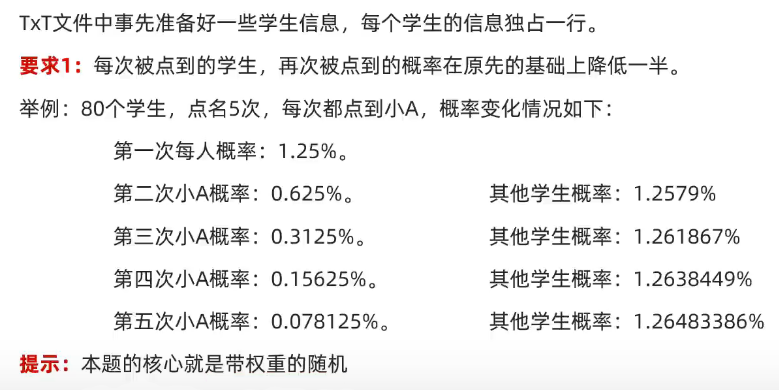 TxT文件中事先准备好一些学生信息，每个学生的信息独占一行。
要求1：每次被点到的学生，再次被点到的概率在原先的基础上降低一半。
举例：80个学生，点名5次，每次都点到小A，概率变化情况如下：
第一次每人概率：1.25%。
第二次小A概率：0.625%。 其他学生概率：1.2579%
第三次小A概率：0.3125%。 其他学生概率：1.261867%
第四次小A概率：0.15625%。 其他学生概率：1.2638449%
第五次小A概率：0.078125%。 其他学生概率：1.26483386%
提示：本题的核心就是带权重的随机